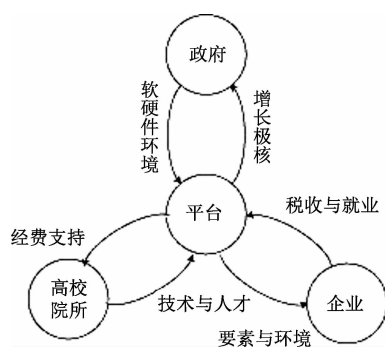 政府
软硬件环境
增长极核
平台
税收与就业
经费支持
高校
院所
技术与人才
企业
要素与环境